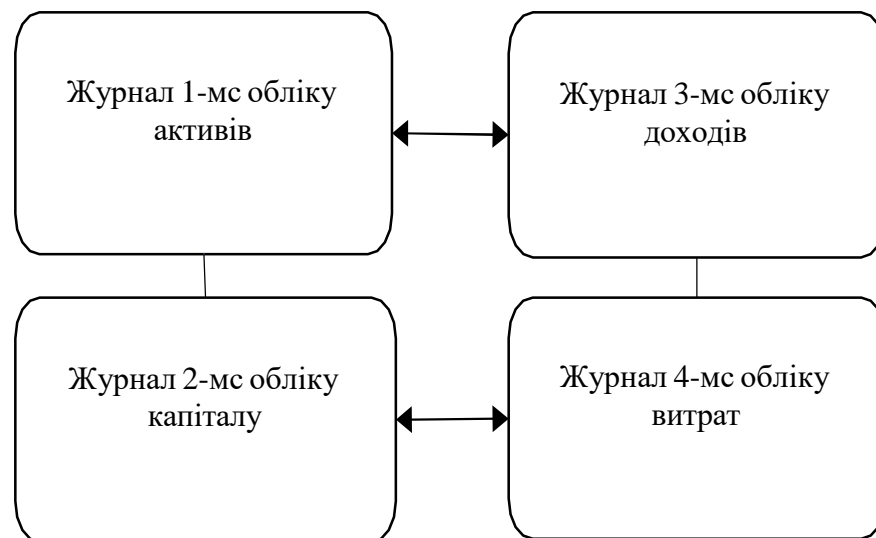 Журнал 1-мс обліку
активів
Журнал 3-мс обліку
доходів
Журнал 2-мс обліку
капіталу
Журнал 4-мс обліку
витрат